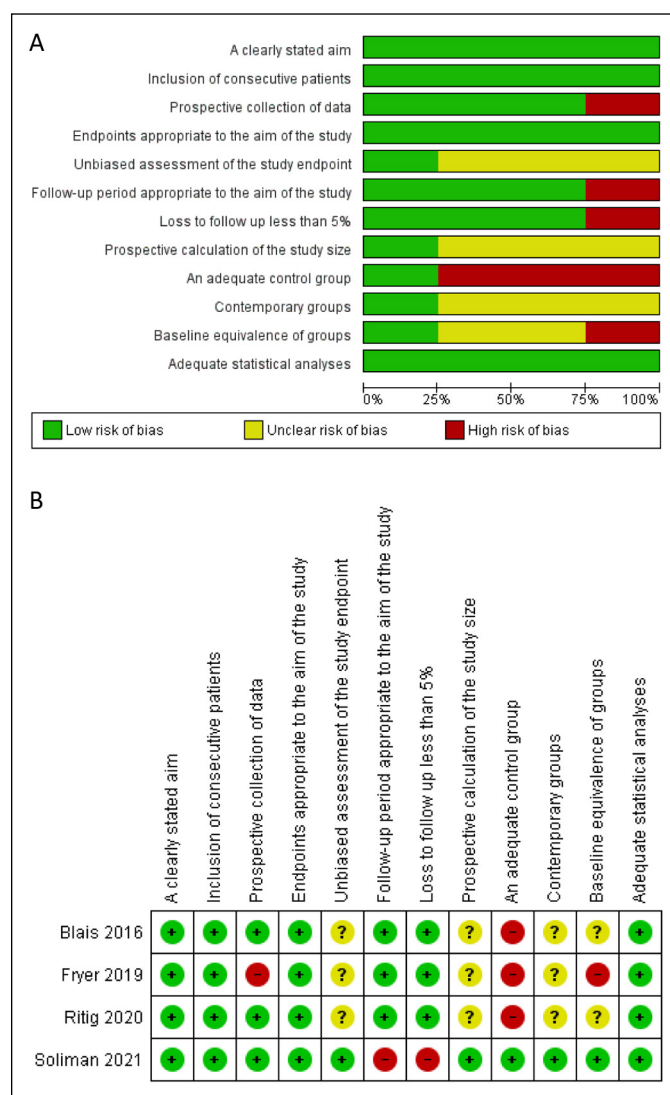 A
A clearly stated aim
Inclusion of consecutive patients
Prospective collection of data
Endpoints appropriate to the aim of the study
Unbiased assessment of the study endpoint
Follow-up period appropriate to the aim of the study
Loss to follow up less than 5%
Prospective calculation of the study size
An adequate control group
Contemporary groups
Baseline equivalence of groups
Adequate statistical analyses
0% 25% 50% 75% 100%
Low risk of bias Unclear risk of bias High risk of bias
B
A clearly stated aim
Inclusion of consecutive patients
Prospective collection of data
Endpoints appropriate to the aim of the study
Unbiased assessment of the study endpoint
Follow-up period appropriate to the aim of the study
Loss to follow up less than 5%
Prospective calculation of the study size
An adequate control group
Contemporary groups
Baseline equivalence of groups
Adequate statistical analyses
Blais 2016 + + + + ? + + ? - ? ? +
Fryer 2019 + + - + ? + + ? - ? - +
Ritig 2020 + + + + ? + + ? - ? ? +
Soliman 2021 + + + + + - - + + + + +